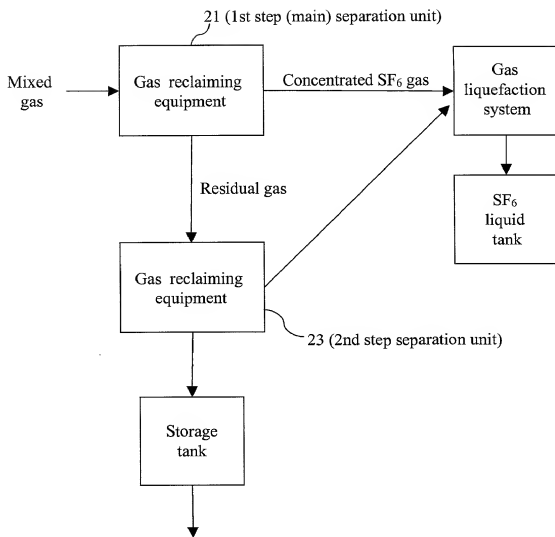 21 (1st step (main) separation unit)
Mixed
gas
Gas reclaiming
equipment
Concentrated SF₆ gas
Gas
liquefaction
system
Residual gas
SF₆
liquid
tank
Gas reclaiming
equipment
23 (2nd step separation unit)
Storage
tank